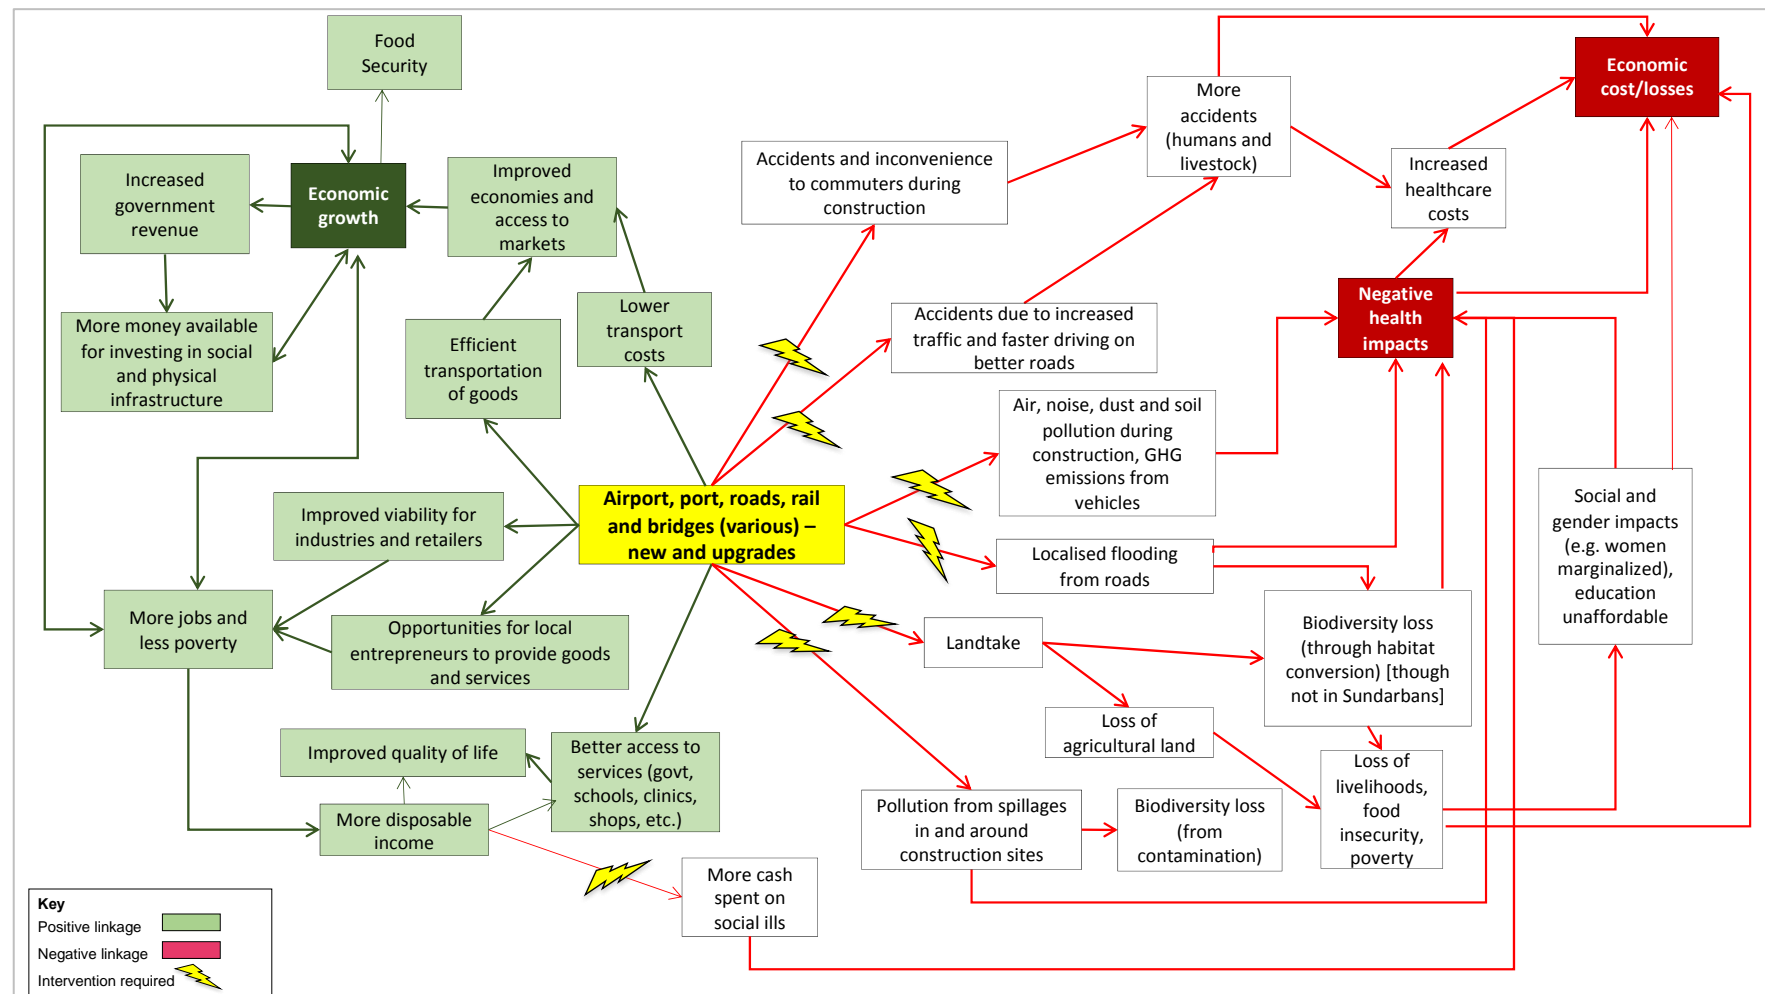 Food
Security
Economic
growth
Increased
government
revenue
More money available
for investing in social
and physical
infrastructure
Improved
economies and
access to
markets
Efficient
transportation
of goods
Lower
transport
costs
Improved viability for
industries and retailers
More jobs and
less poverty
Opportunities for local
entrepreneurs to provide goods
and services
Improved quality of life
More disposable
income
Better access to
services (govt,
schools, clinics,
shops, etc.)
Airport, port, roads, rail
and bridges (various) –
new and upgrades
Accidents and inconvenience
to commuters during
construction
More
accidents
(humans and
livestock)
Economic
cost/losses
Increased
healthcare
costs
Accidents due to increased
traffic and faster driving on
better roads
Negative
health
impacts
Air, noise, dust and soil
pollution during
construction, GHG
emissions from
vehicles
Localised flooding
from roads
Social and
gender impacts
(e.g. women
marginalized),
education
unaffordable
Landtake
Biodiversity loss
(through habitat
conversion) [though
not in Sundarbans]
Loss of
agricultural land
Loss of
livelihoods,
food
insecurity,
poverty
Pollution from spillages
in and around
construction sites
Biodiversity loss
(from
contamination)
More cash
spent on
social ills
Key
Positive linkage
Negative linkage
Intervention required